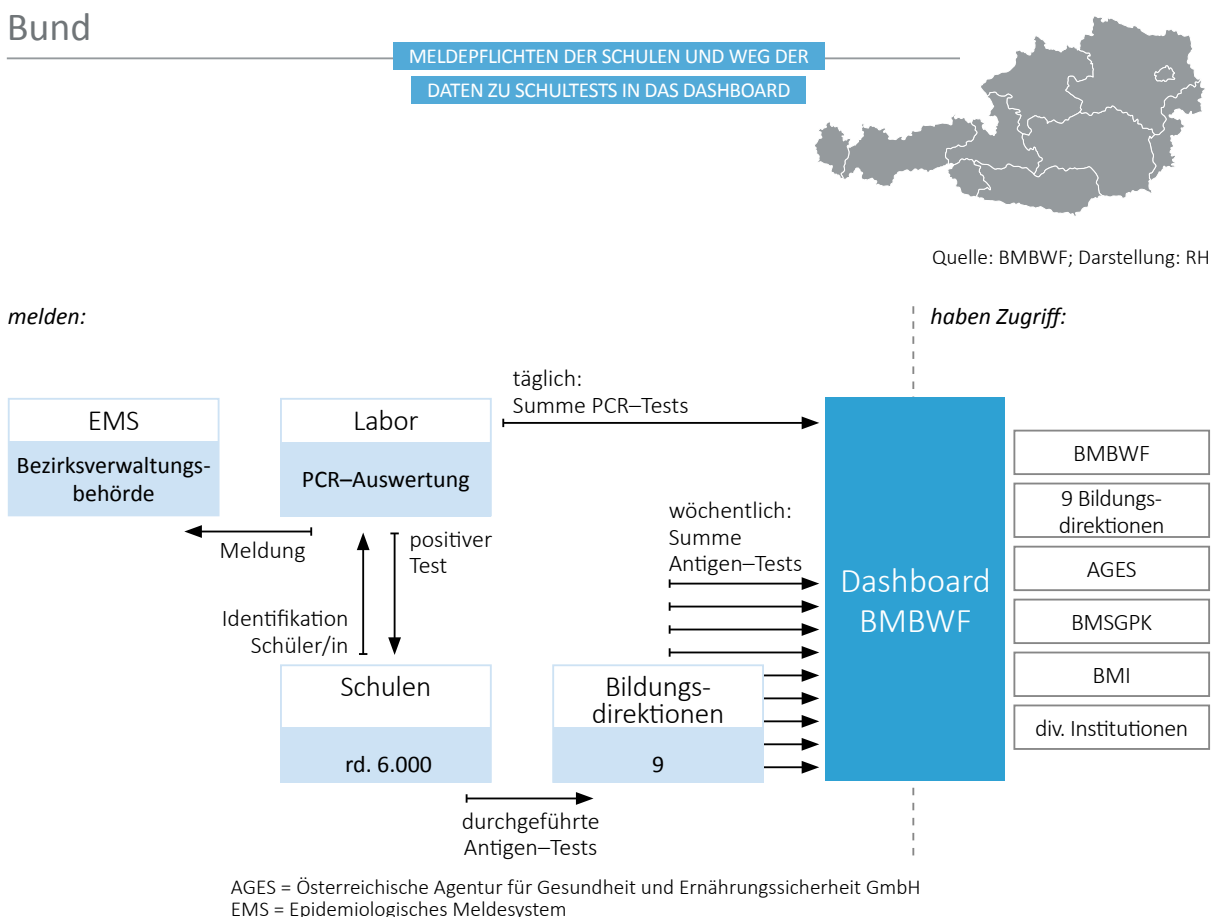 Bund
MELDEPFLICHTEN DER SCHULEN UND WEG DER
DATEN ZU SCHULTESTS IN DAS DASHBOARD
Quelle: BMBWF; Darstellung: RH
melden:
haben Zugriff:
EMS
Bezirksverwaltungs-
behörde
Labor
PCR–Auswertung
täglich:
Summe PCR–Tests
Meldung
positiver
Test
Identifikation
Schüler/in
wöchentlich:
Summe
Antigen–Tests
Schulen
rd. 6.000
Bildungs-
direktionen
9
durchgeführte
Antigen–Tests
Dashboard
BMBWF
BMBWF
9 Bildungs-
direktionen
AGES
BMSGPK
BMI
div. Institutionen
AGES = Österreichische Agentur für Gesundheit und Ernährungssicherheit GmbH
EMS = Epidemiologisches Meldesystem